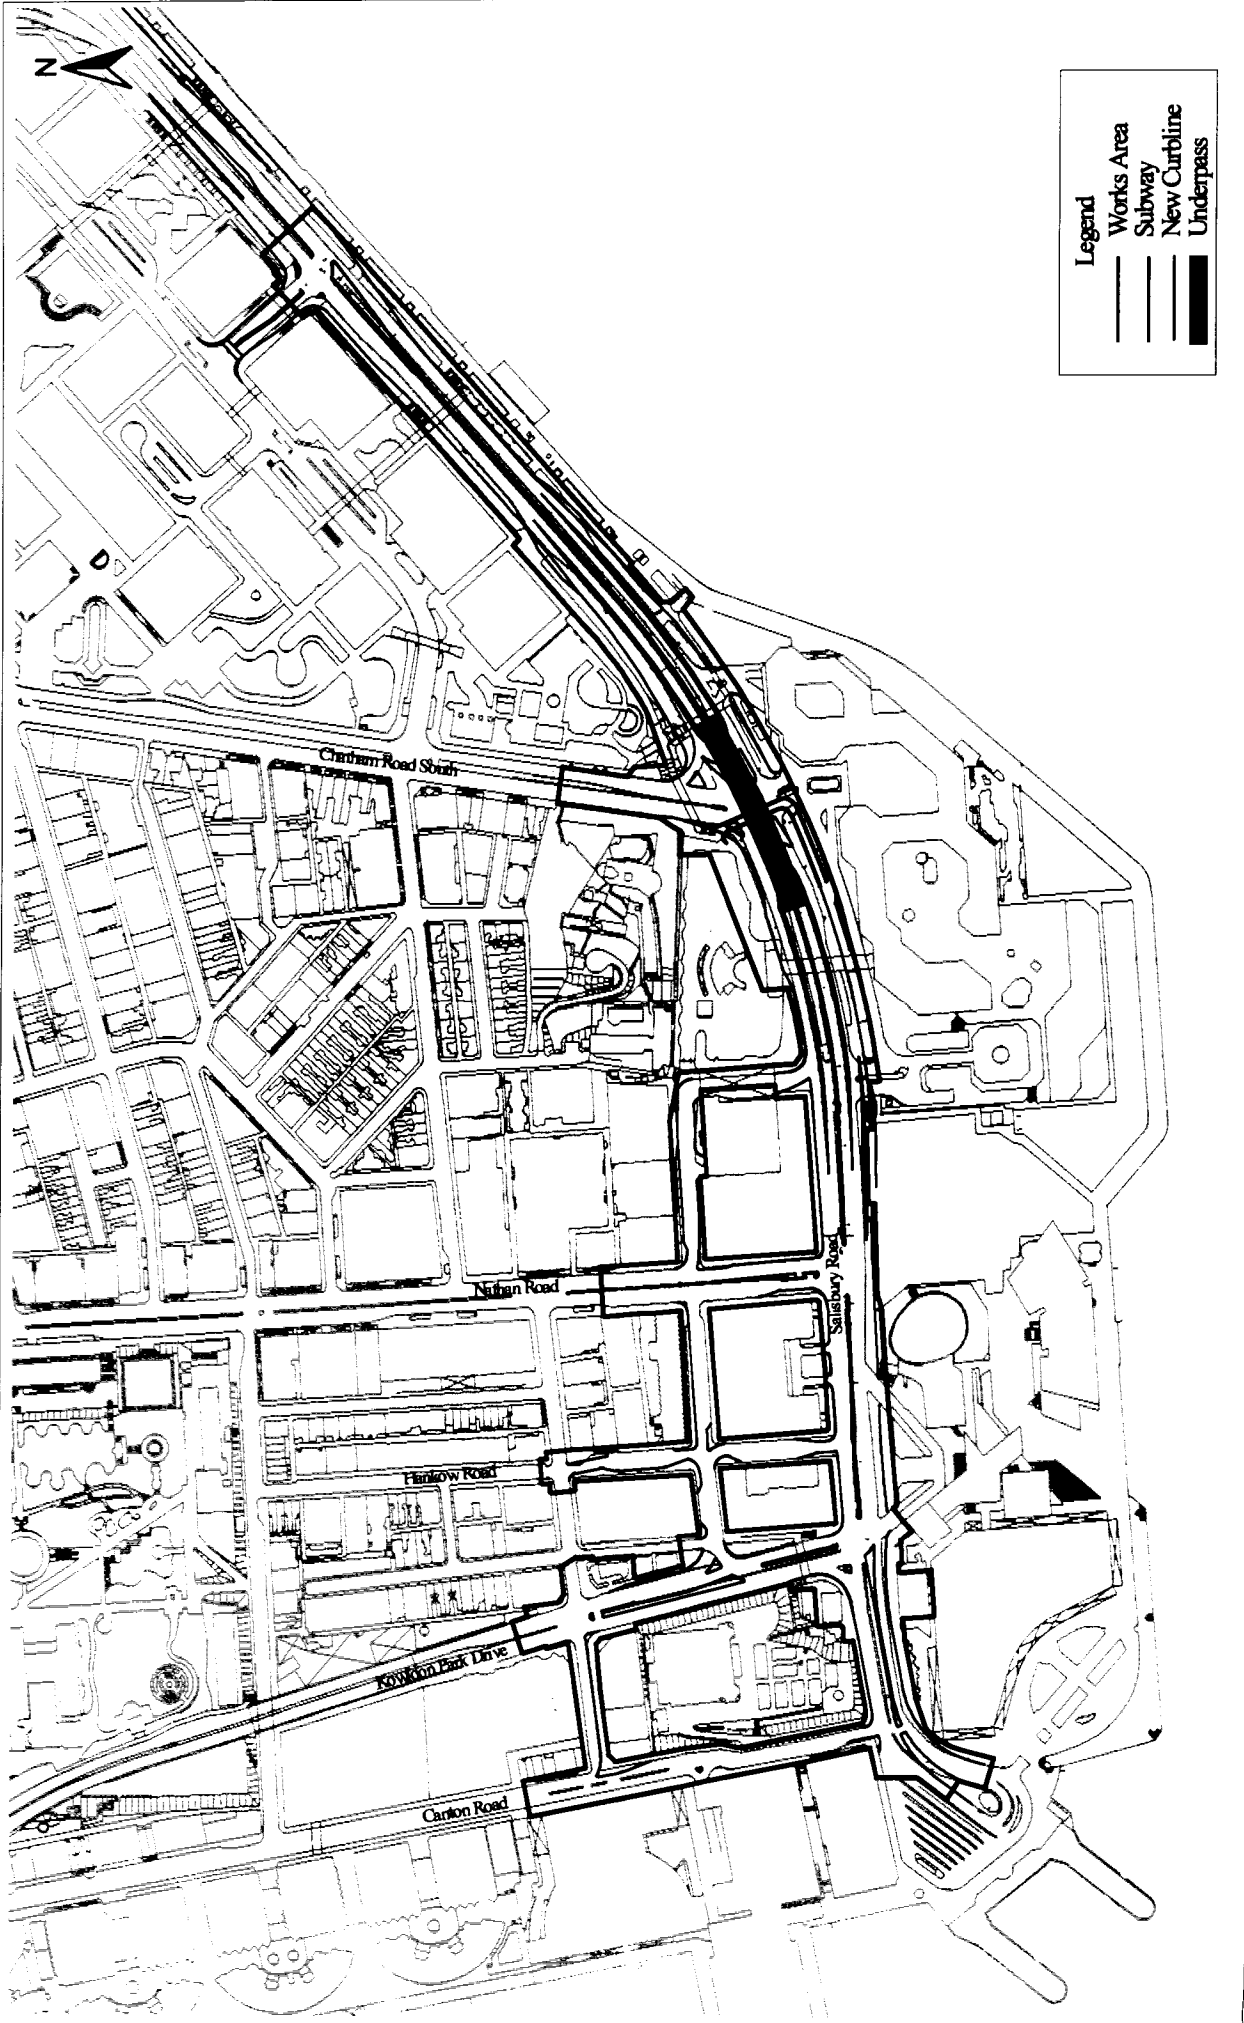 N
Legend
Works Area
Subway
New Curbline
Underpass
Chatham Road South
Nathan Road
Salisbury Road
Hankow Road
Kowloon Park Drive
Canton Road